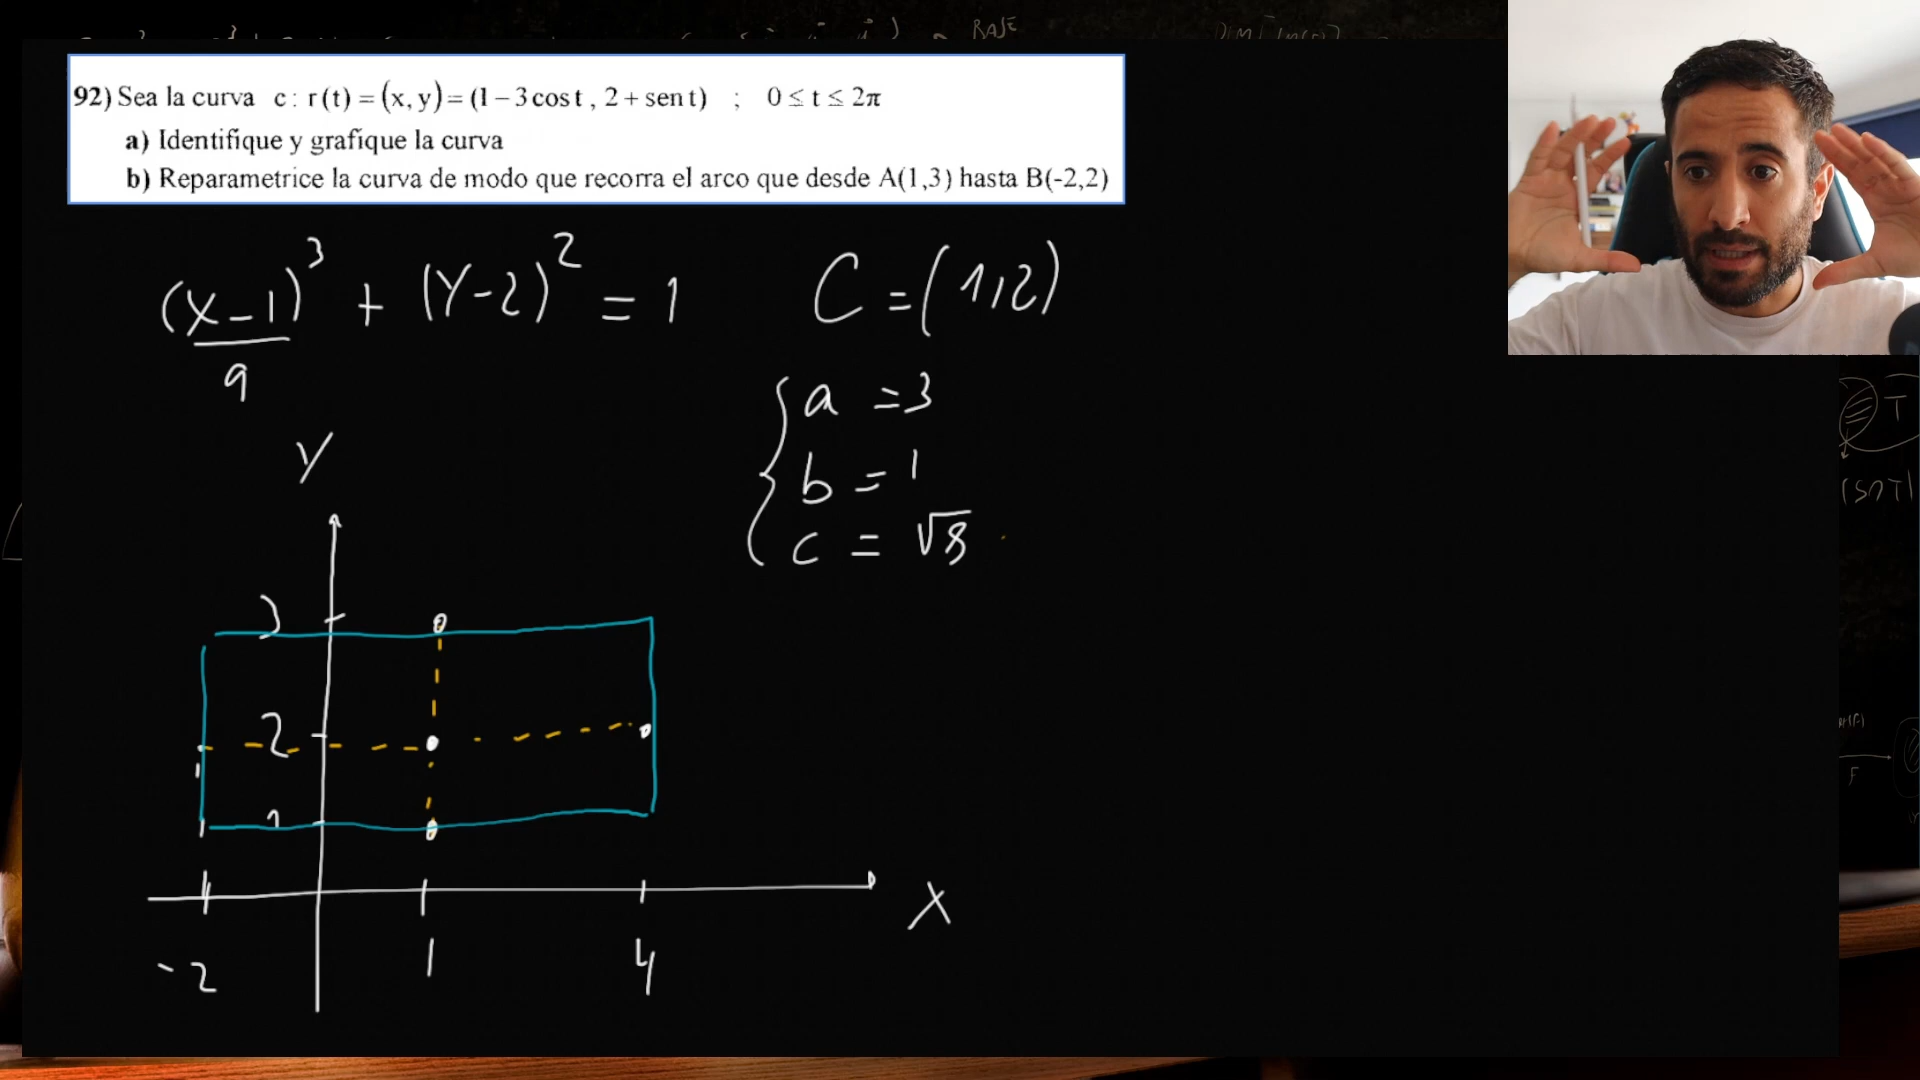 BASE
92) Sea la curva c: r(t) = (x, y) = (1 – 3 cos t , 2 + sen t) ; 0 ≤ t ≤ 2π
a) Identifique y grafique la curva
b) Reparametrice la curva de modo que recorra el arco que desde A(1,3) hasta B(-2,2)
(x-1)³/9 + (y-2)² = 1
C = (1,2)
a = 3
b = 1
c = √8
Y
3
2
1
X
-2 1 4
T
F